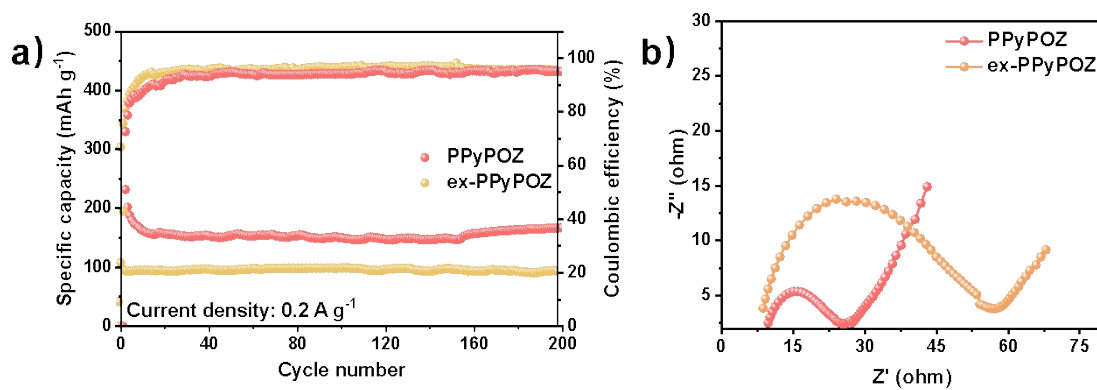 a)
Specific capacity (mAh g⁻¹)
500
400
300
200
100
0
PPyPOZ
ex-PPyPOZ
Current density: 0.2 A g⁻¹
0
40
80
120
160
200
Cycle number
100
80
60
40
20
0
Coulombic efficiency (%)
b)
-Z'' (ohm)
30
25
20
15
10
5
PPyPOZ
ex-PPyPOZ
15
30
45
60
75
Z' (ohm)